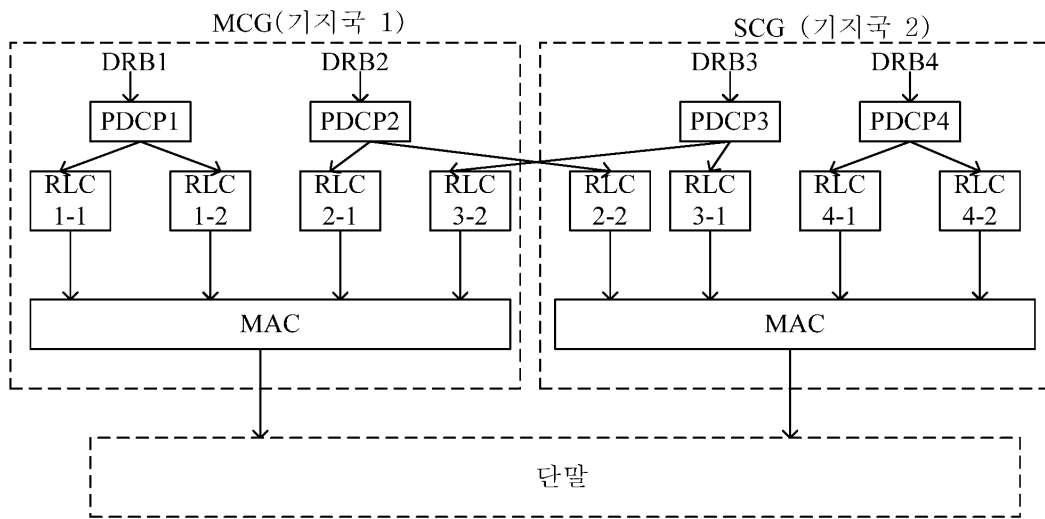 MCG(기지국 1)
SCG (기지국 2)
DRB1
DRB2
DRB3
DRB4
PDCP1
PDCP2
PDCP3
PDCP4
RLC
1-1
RLC
1-2
RLC
2-1
RLC
3-2
RLC
2-2
RLC
3-1
RLC
4-1
RLC
4-2
MAC
MAC
단말